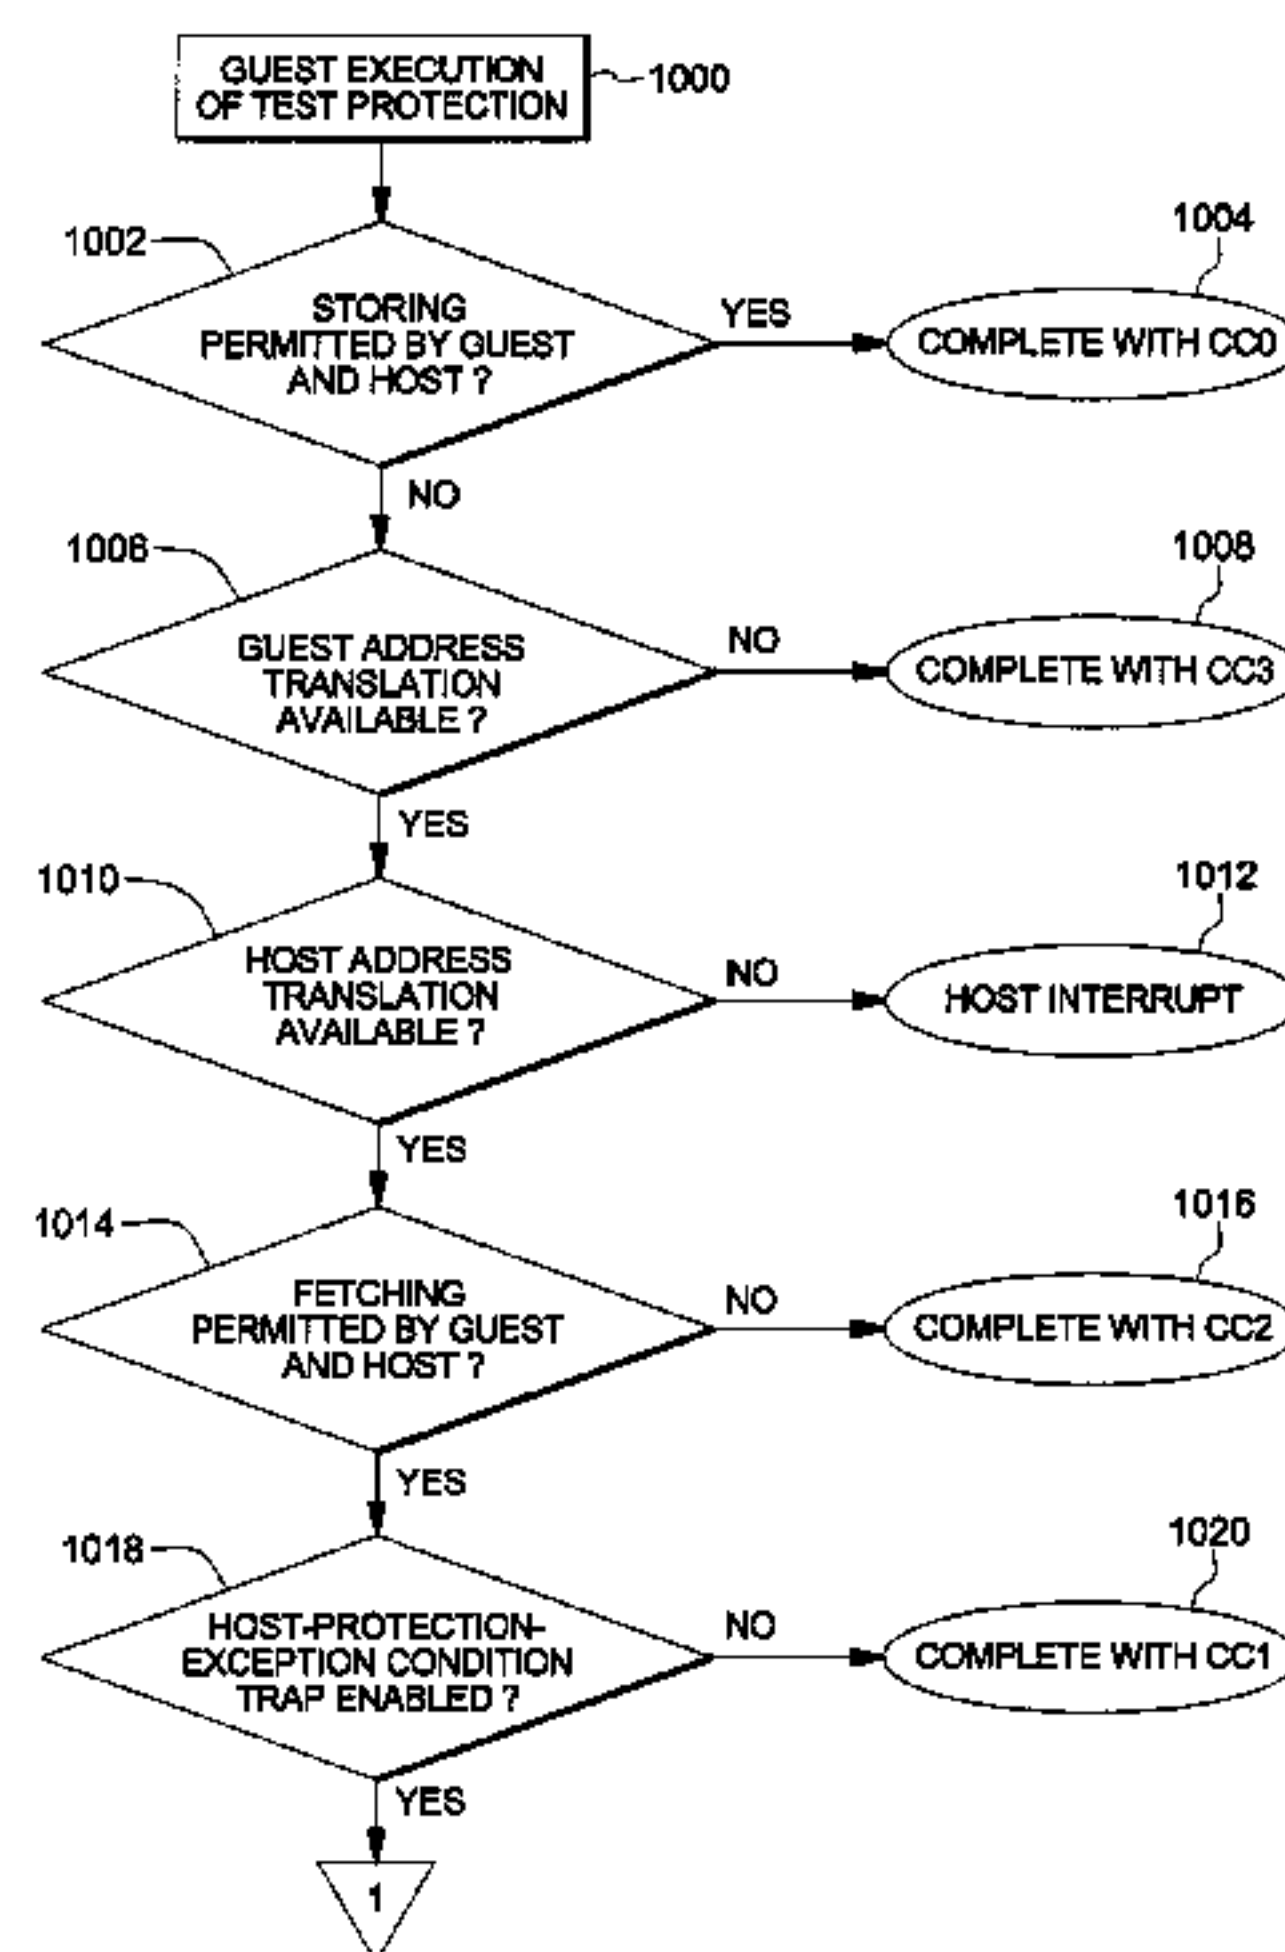 GUEST EXECUTION
OF TEST PROTECTION
1000
1002
STORING
PERMITTED BY GUEST
AND HOST ?
YES
1004
COMPLETE WITH CC0
NO
1006
GUEST ADDRESS
TRANSLATION
AVAILABLE ?
NO
1008
COMPLETE WITH CC3
YES
1010
HOST ADDRESS
TRANSLATION
AVAILABLE ?
NO
1012
HOST INTERRUPT
YES
1014
FETCHING
PERMITTED BY GUEST
AND HOST ?
NO
1016
COMPLETE WITH CC2
YES
1018
HOST-PROTECTION-
EXCEPTION CONDITION
TRAP ENABLED ?
NO
1020
COMPLETE WITH CC1
YES
1